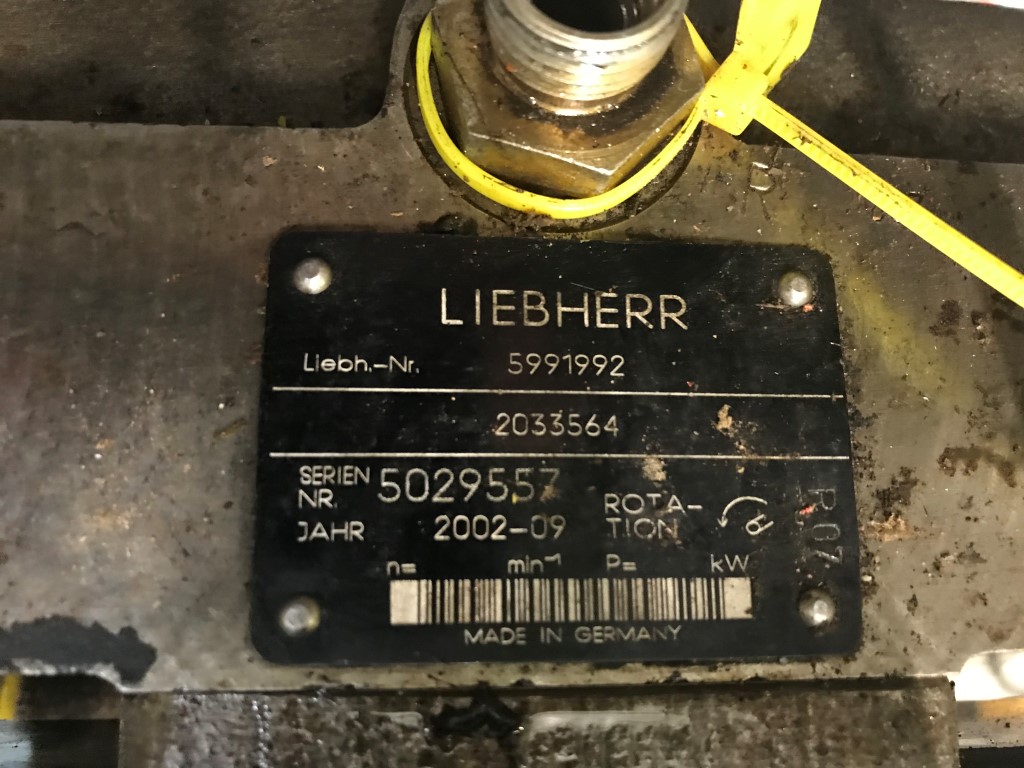 LIEBHERR
Liebh.-Nr. 5991992
2033564
SERIEN NR. 5029557
JAHR 2002-09
ROTA-
TION
n= min⁻¹ P= kW
MADE IN GERMANY